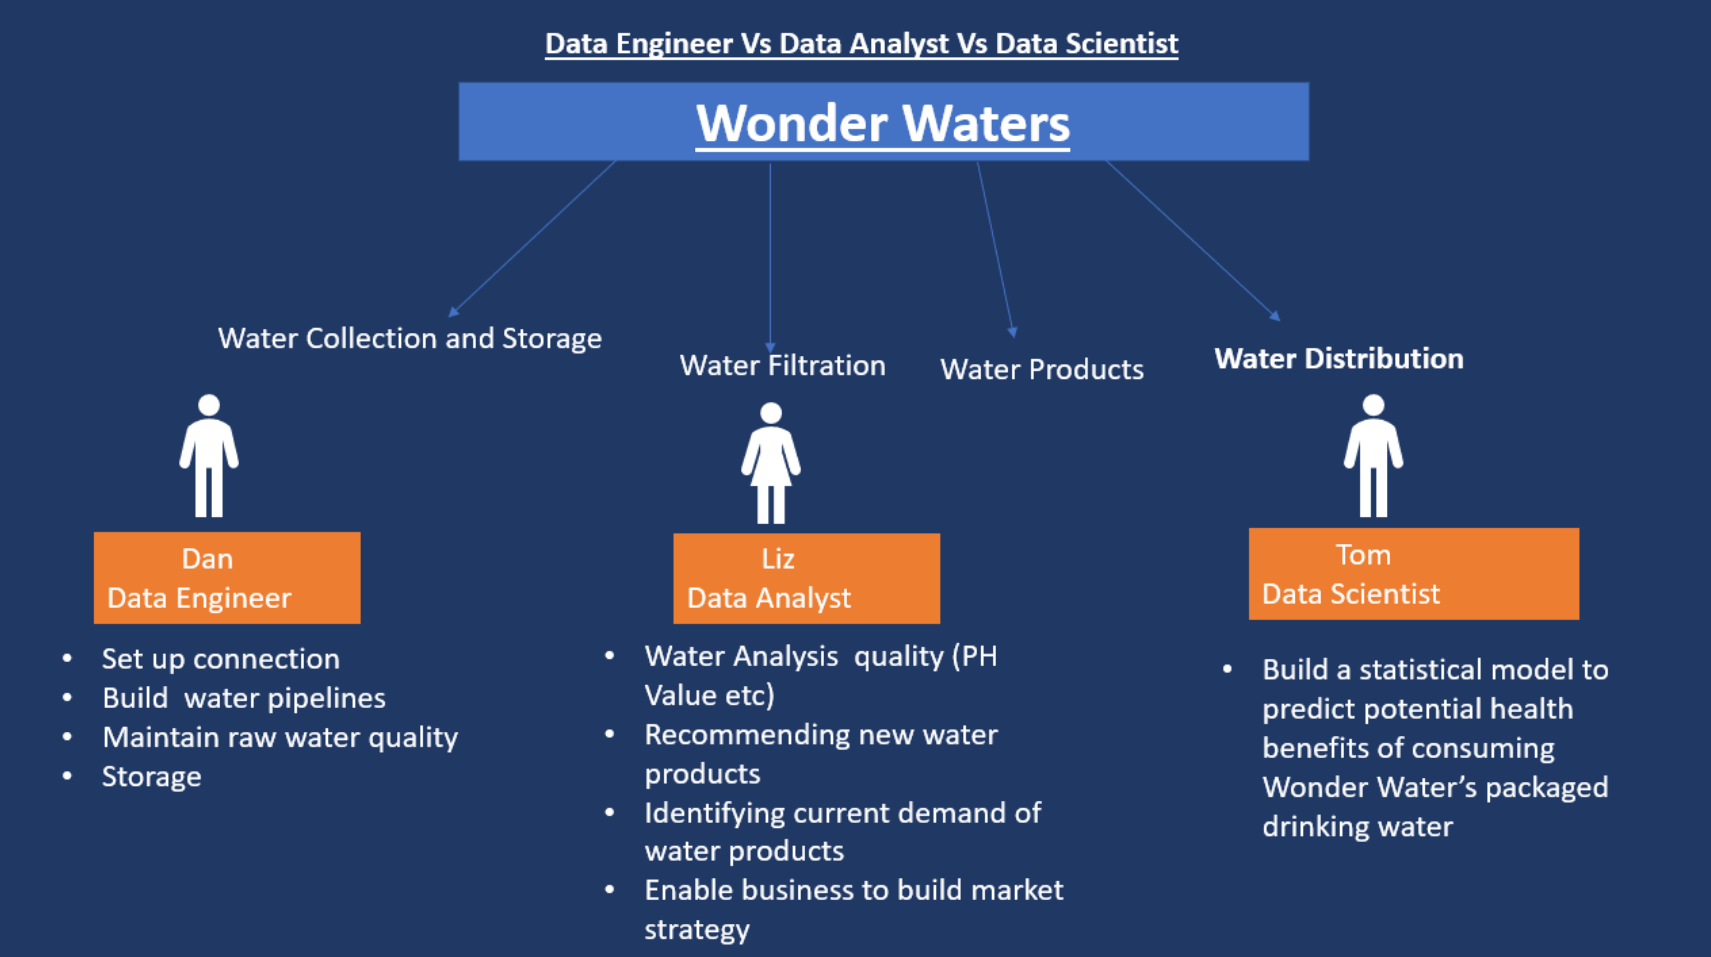 Data Engineer Vs Data Analyst Vs Data Scientist
Wonder Waters
Water Collection and Storage
Water Filtration
Water Products
Water Distribution
Dan
Data Engineer
• Set up connection
• Build water pipelines
• Maintain raw water quality
• Storage
Liz
Data Analyst
• Water Analysis quality (PH
Value etc)
• Recommending new water
products
• Identifying current demand of
water products
• Enable business to build market
strategy
Tom
Data Scientist
• Build a statistical model to
predict potential health
benefits of consuming
Wonder Water’s packaged
drinking water